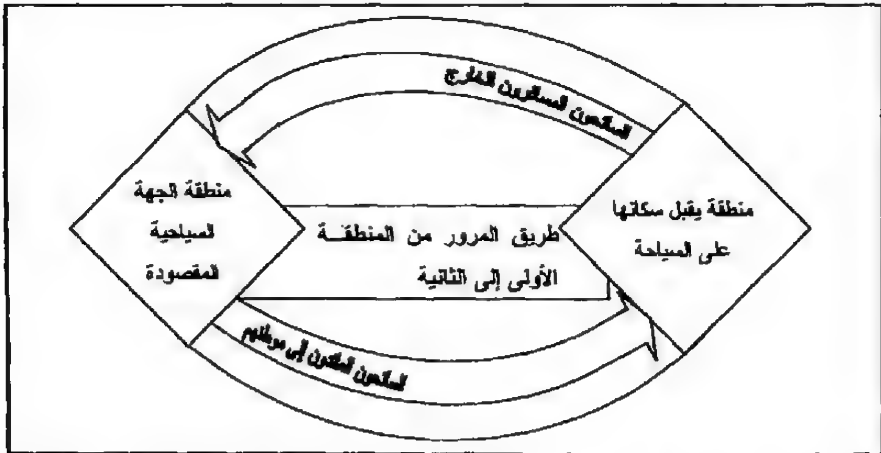 السائحون المسافرون للخارج
منطقة يقبل سكانها
على السياحة
طريق المرور من المنطقة
الأولى إلى الثانية
منطقة الجهة
السياحية
المقصودة
السائحون العائدون إلى موطنهم